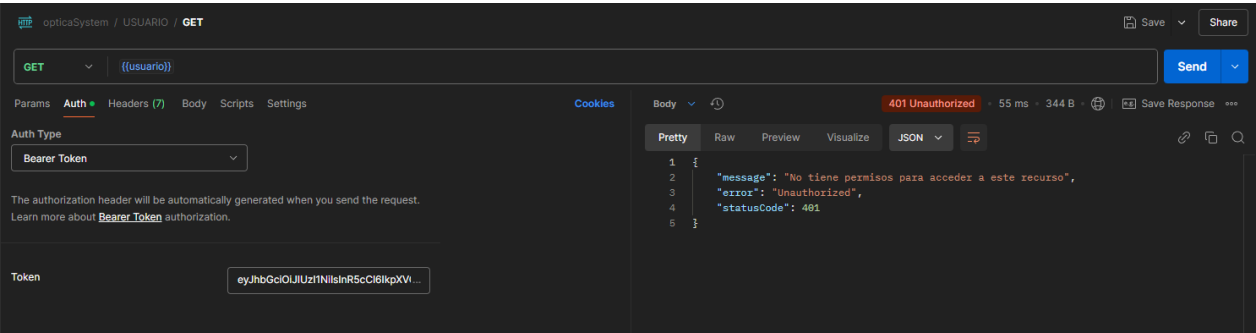 HTTP opticaSystem / USUARIO / GET
Save
Share
GET
{{usuario}}
Send
Params Auth Headers (7) Body Scripts Settings
Cookies
Auth Type
Bearer Token
The authorization header will be automatically generated when you send the request.
Learn more about Bearer Token authorization.
Token
eyJhbGciOiJIUzI1NiIsInR5cCI6IkpXV...
Body
401 Unauthorized • 55 ms • 344 B
e.g. Save Response
Pretty Raw Preview Visualize JSON
1 {
2 "message": "No tiene permisos para acceder a este recurso",
3 "error": "Unauthorized",
4 "statusCode": 401
5 }